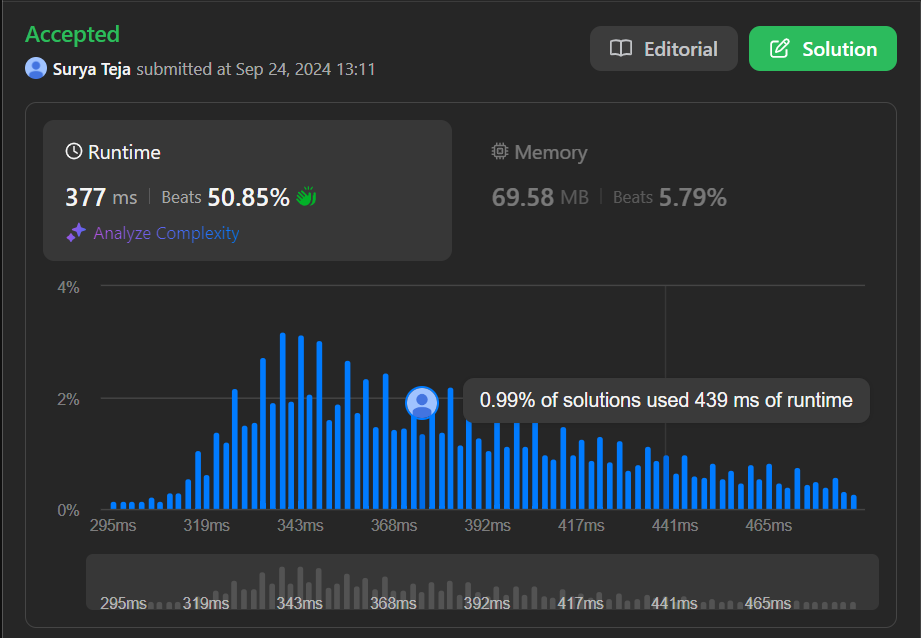 Accepted
Surya Teja submitted at Sep 24, 2024 13:11
Editorial
Solution
Runtime
377 ms | Beats 50.85%
Analyze Complexity
Memory
69.58 MB | Beats 5.79%
4%
2%
0%
0.99% of solutions used 439 ms of runtime
295ms 319ms 343ms 368ms 392ms 417ms 441ms 465ms
295ms 319ms 343ms 368ms 392ms 417ms 441ms 465ms